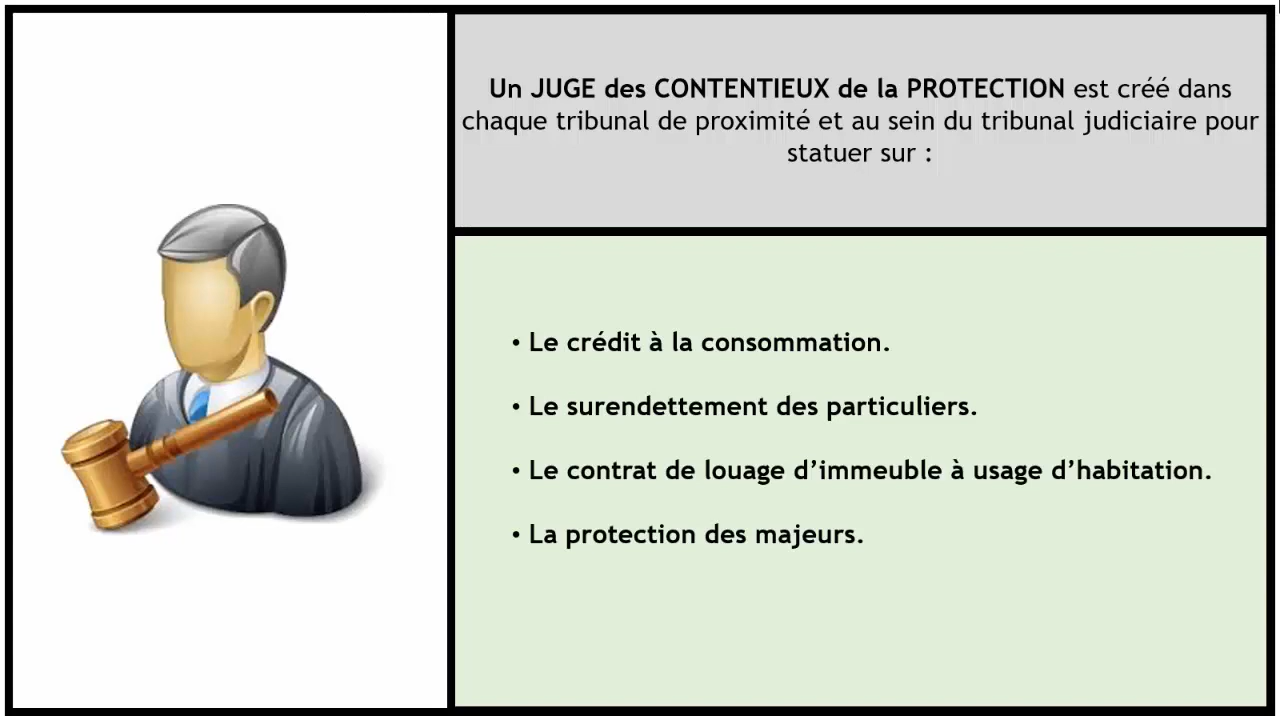 Un JUGE des CONTENTIEUX de la PROTECTION est créé dans
chaque tribunal de proximité et au sein du tribunal judiciaire pour
statuer sur :
• Le crédit à la consommation.
• Le surendettement des particuliers.
• Le contrat de louage d’immeuble à usage d’habitation.
• La protection des majeurs.